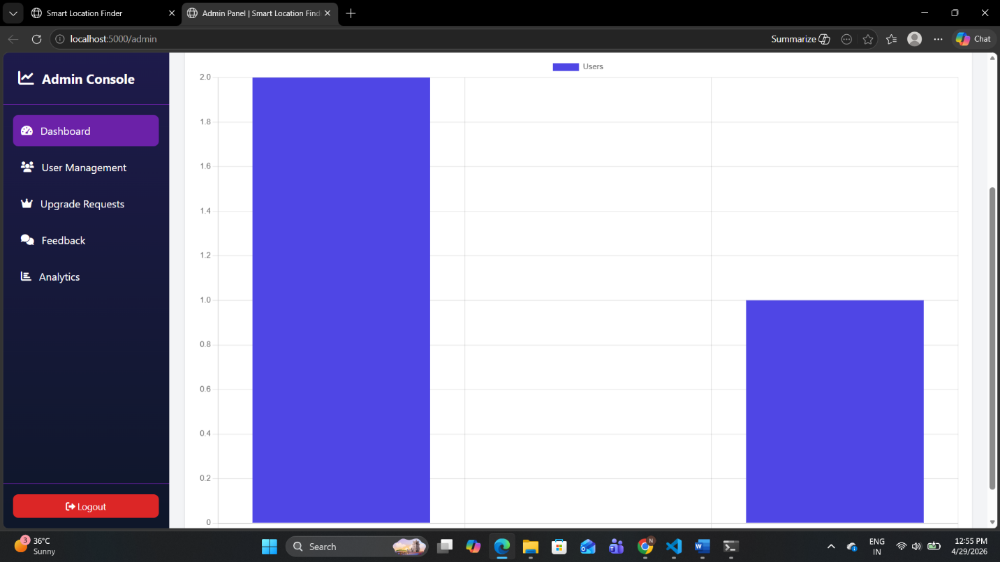 Smart Location Finder
Admin Panel | Smart Location Find
localhost:5000/admin
Summarize
Chat
Admin Console
Dashboard
User Management
Upgrade Requests
Feedback
Analytics
Logout
Users
2.0
1.8
1.6
1.4
1.2
1.0
0.8
0.6
0.4
0.2
0
3
36°C
Sunny
Search
N
ENG
IN
12:55 PM
4/29/2026